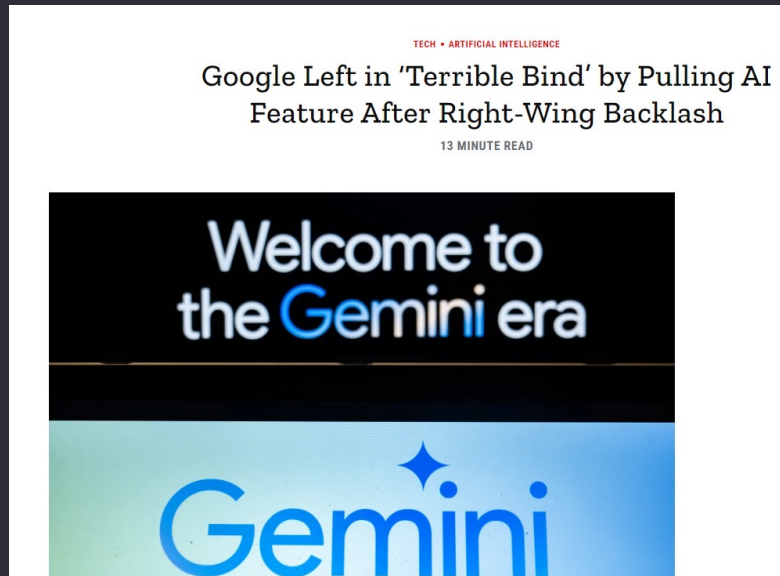 TECH • ARTIFICIAL INTELLIGENCE
Google Left in ‘Terrible Bind’ by Pulling AI
Feature After Right-Wing Backlash
13 MINUTE READ
Welcome to
the Gemini era
Gemini